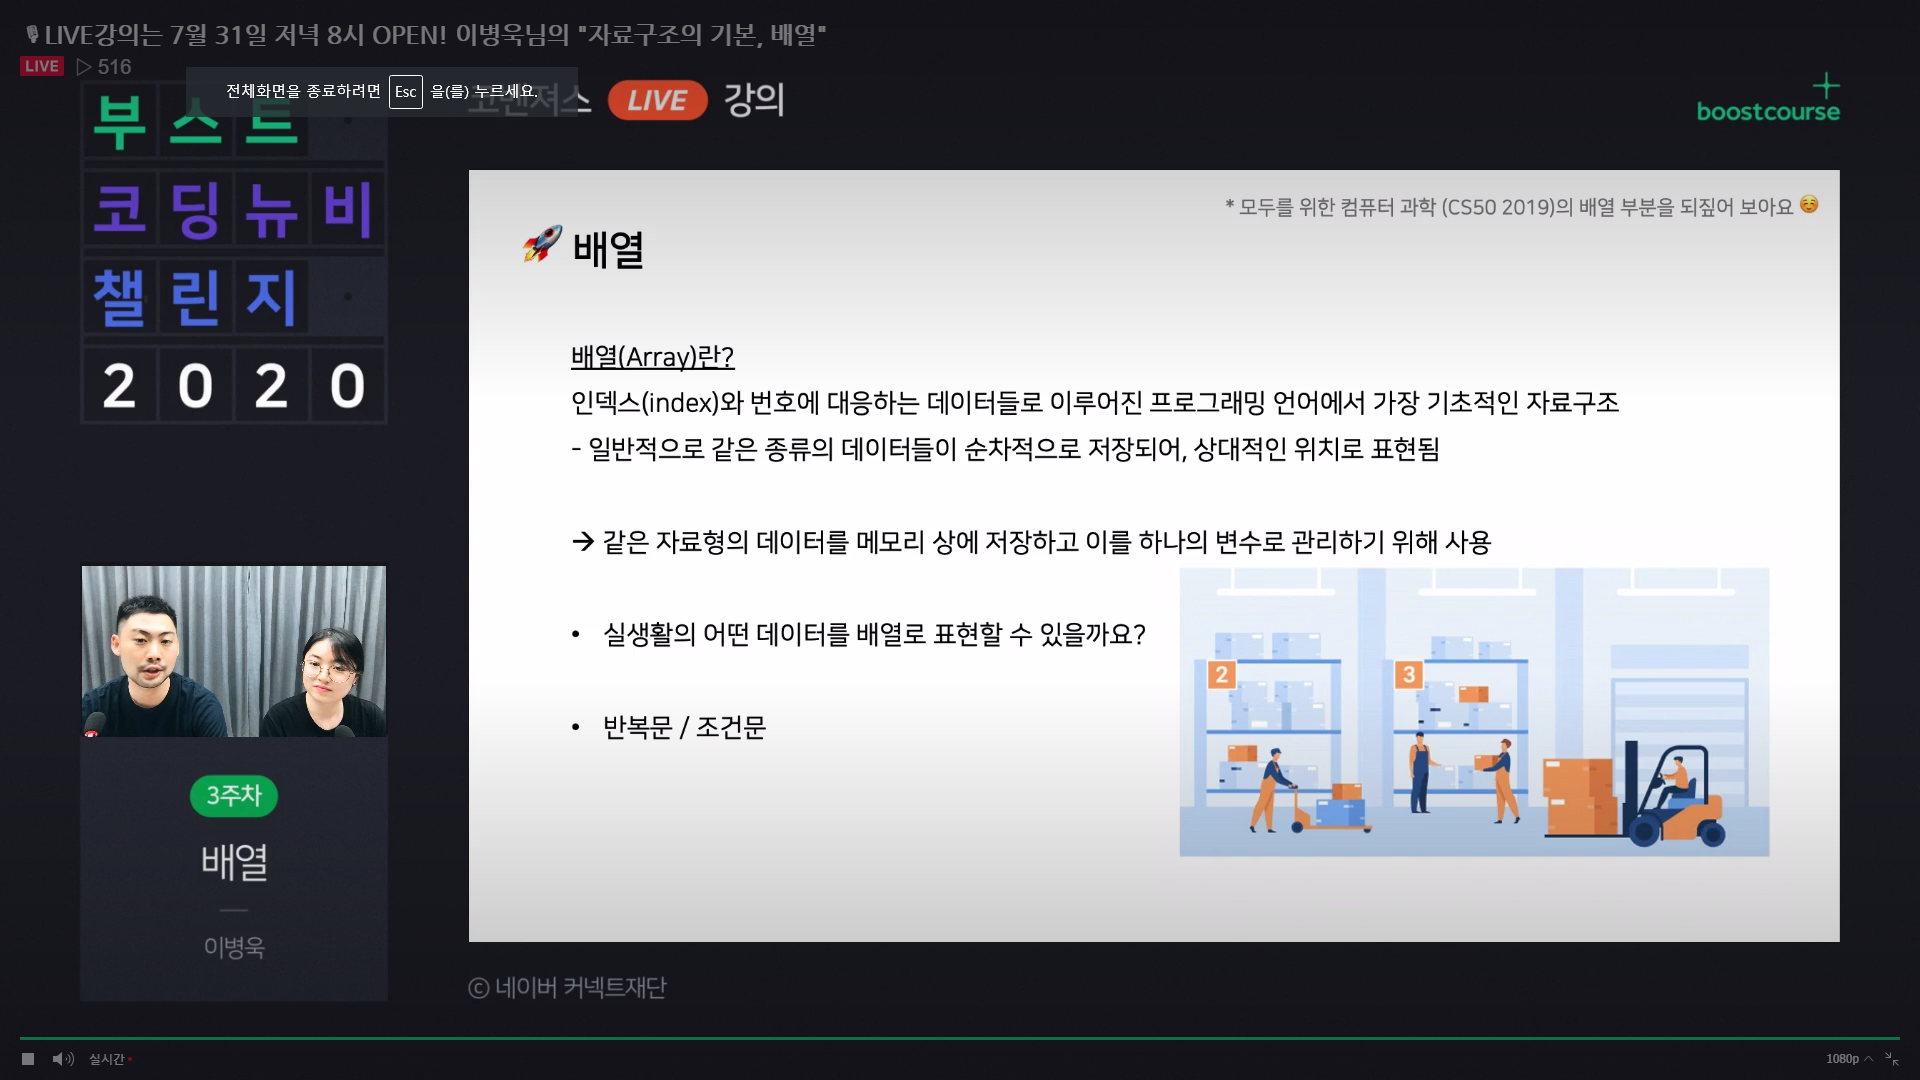 LIVE강의는 7월 31일 저녁 8시 OPEN! 이병욱님의 "자료구조의 기본, 배열"
LIVE 516
전체화면을 종료하려면 Esc 을(를) 누르세요.
부스트
코딩뉴비
챌린지
2020
코멘져스 LIVE 강의
boostcourse
* 모두를 위한 컴퓨터 과학 (CS50 2019)의 배열 부분을 되짚어 보아요
배열
배열(Array)란?
인덱스(index)와 번호에 대응하는 데이터들로 이루어진 프로그래밍 언어에서 가장 기초적인 자료구조
- 일반적으로 같은 종류의 데이터들이 순차적으로 저장되어, 상대적인 위치로 표현됨
→ 같은 자료형의 데이터를 메모리 상에 저장하고 이를 하나의 변수로 관리하기 위해 사용
• 실생활의 어떤 데이터를 배열로 표현할 수 있을까요?
• 반복문 / 조건문
2
3
3주차
배열
이병욱
ⓒ 네이버 커넥트재단
실시간
1080p